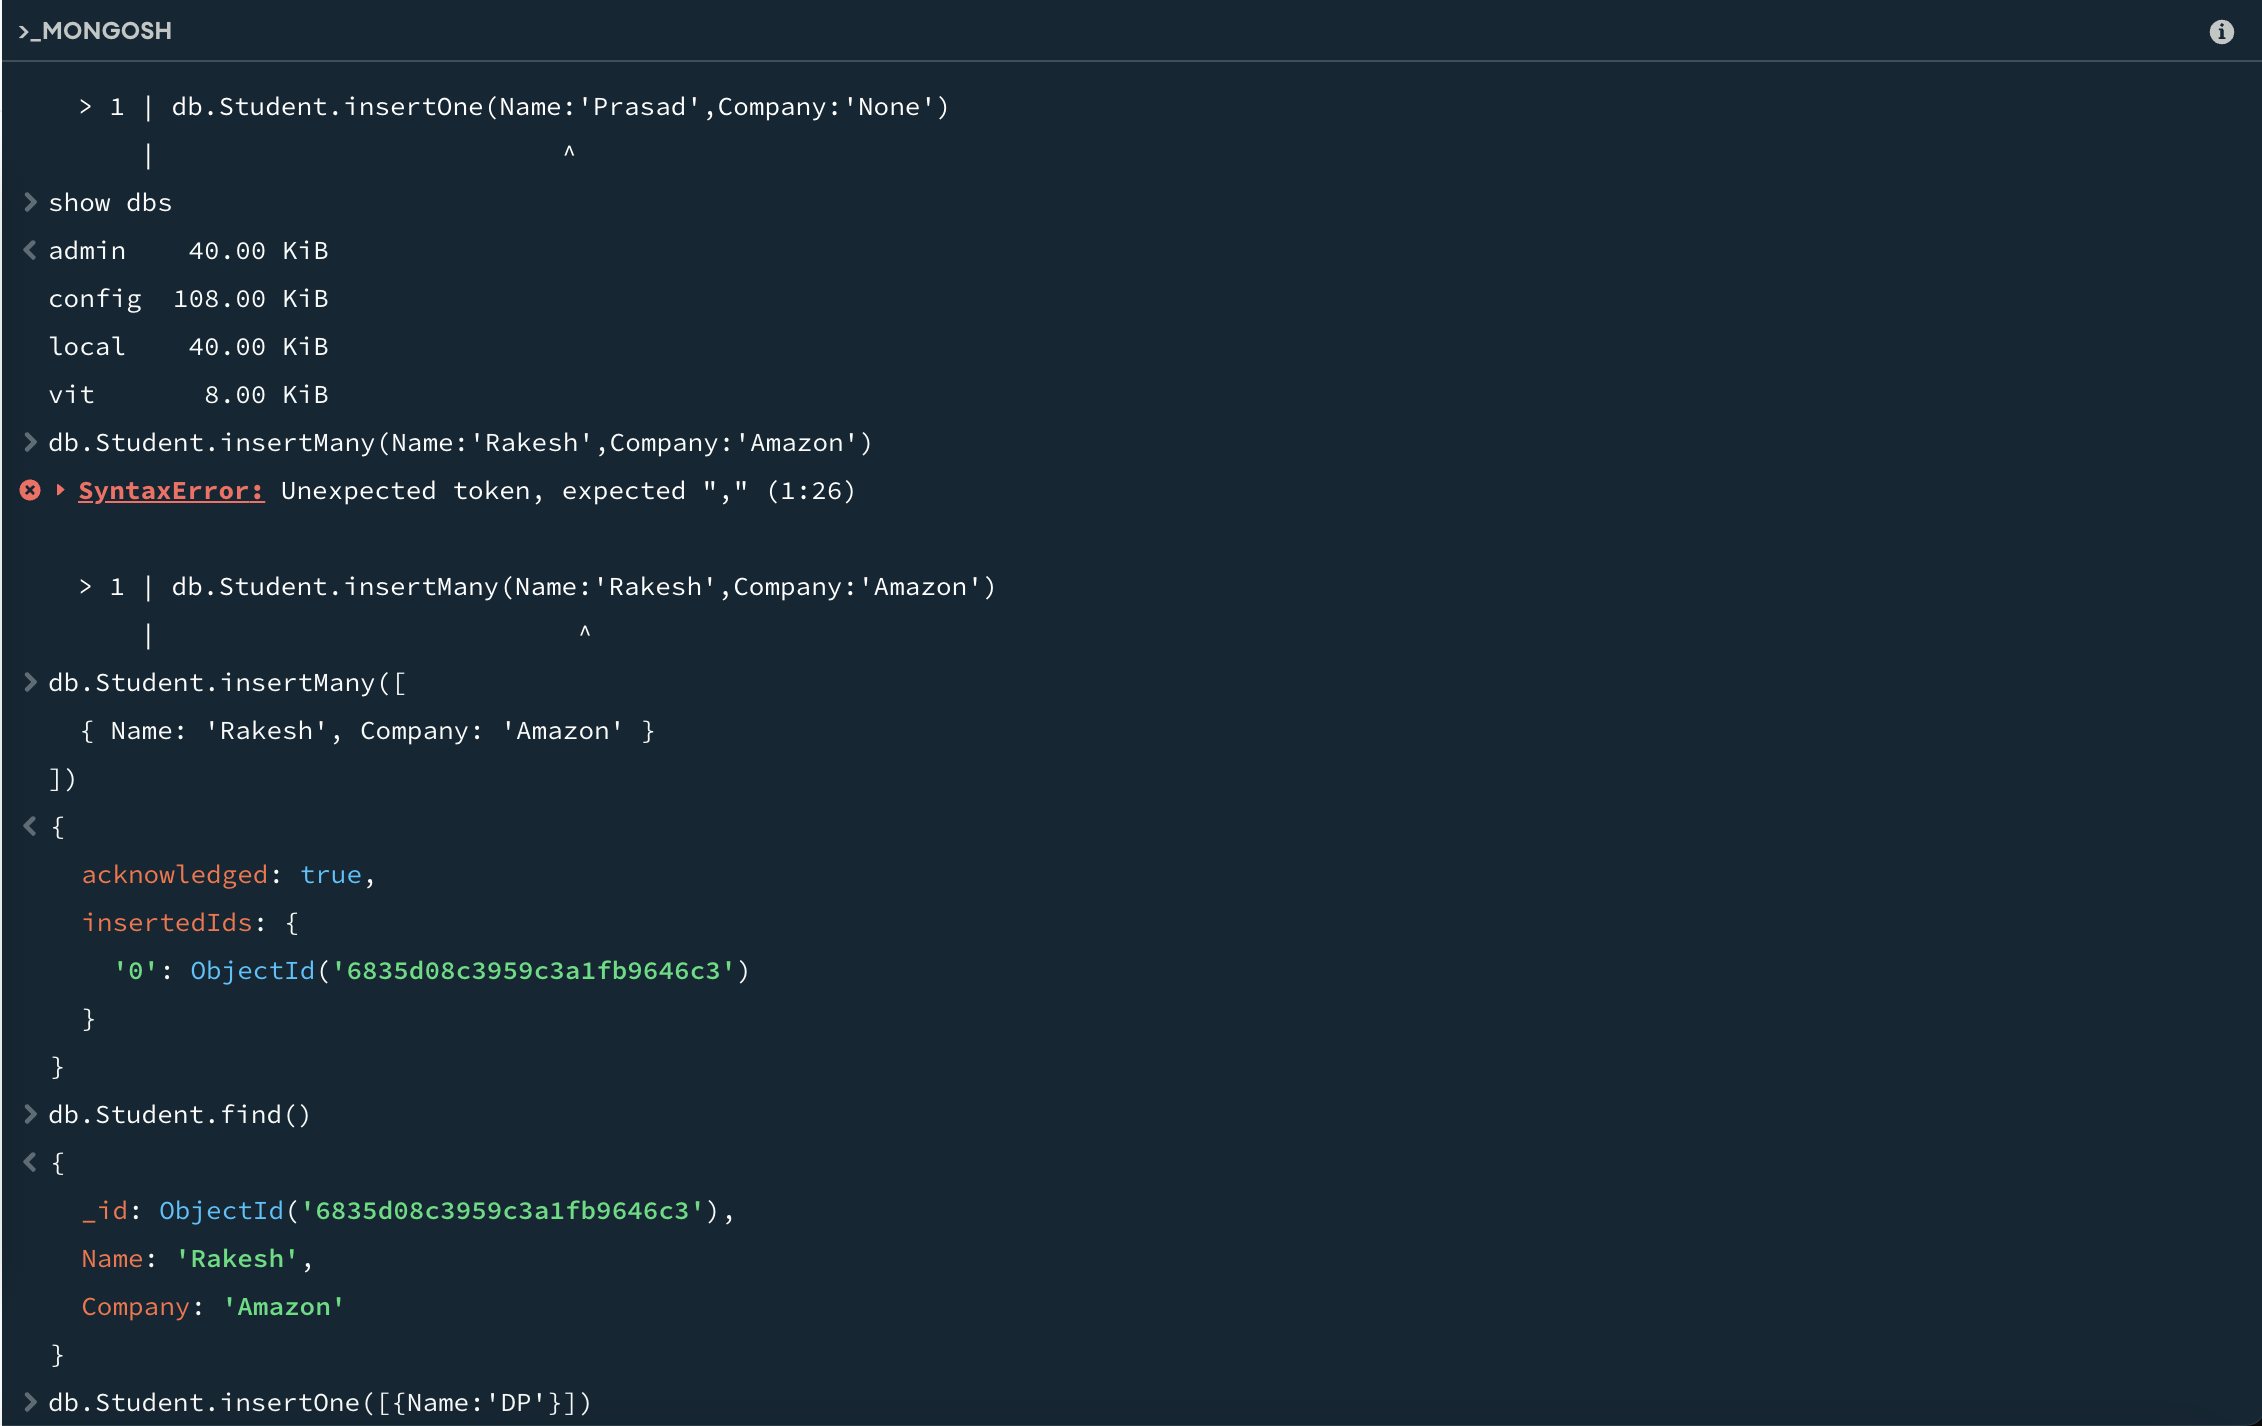 >_MONGOSH
> 1 | db.Student.insertOne(Name:'Prasad',Company:'None')
| ^
> show dbs
< admin 40.00 KiB
config 108.00 KiB
local 40.00 KiB
vit 8.00 KiB
> db.Student.insertMany(Name:'Rakesh',Company:'Amazon')
SyntaxError: Unexpected token, expected "," (1:26)
> 1 | db.Student.insertMany(Name:'Rakesh',Company:'Amazon')
| ^
> db.Student.insertMany([
{ Name: 'Rakesh', Company: 'Amazon' }
])
< {
acknowledged: true,
insertedIds: {
'0': ObjectId('6835d08c3959c3a1fb9646c3')
}
}
> db.Student.find()
< {
_id: ObjectId('6835d08c3959c3a1fb9646c3'),
Name: 'Rakesh',
Company: 'Amazon'
}
> db.Student.insertOne([{Name:'DP'}])